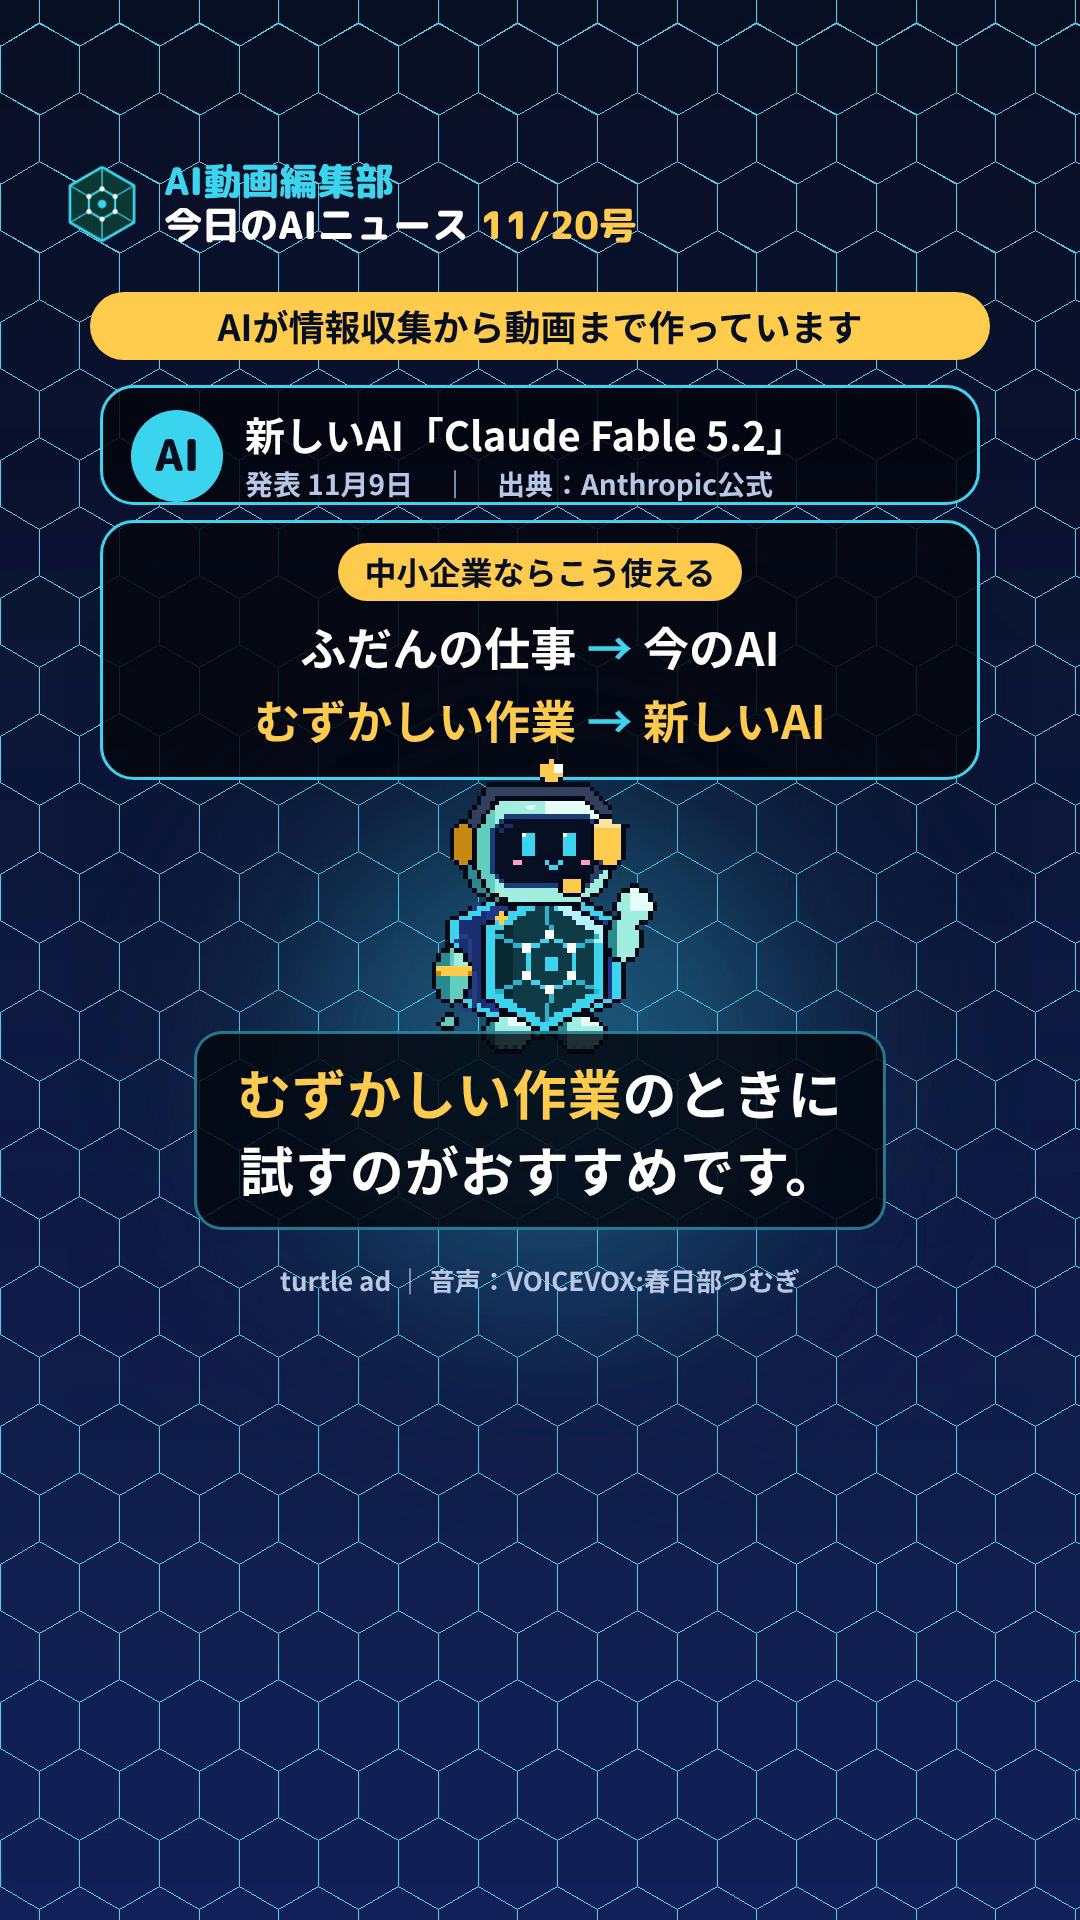 AI動画編集部
今日のAIニュース 11/20号
AIが情報収集から動画まで作っています
AI
新しいAI「Claude Fable 5.2」
発表 11月9日 ｜ 出典：Anthropic公式
中小企業ならこう使える
ふだんの仕事 → 今のAI
むずかしい作業 → 新しいAI
むずかしい作業のときに
試すのがおすすめです。
turtle ad ｜ 音声：VOICEVOX:春日部つむぎ